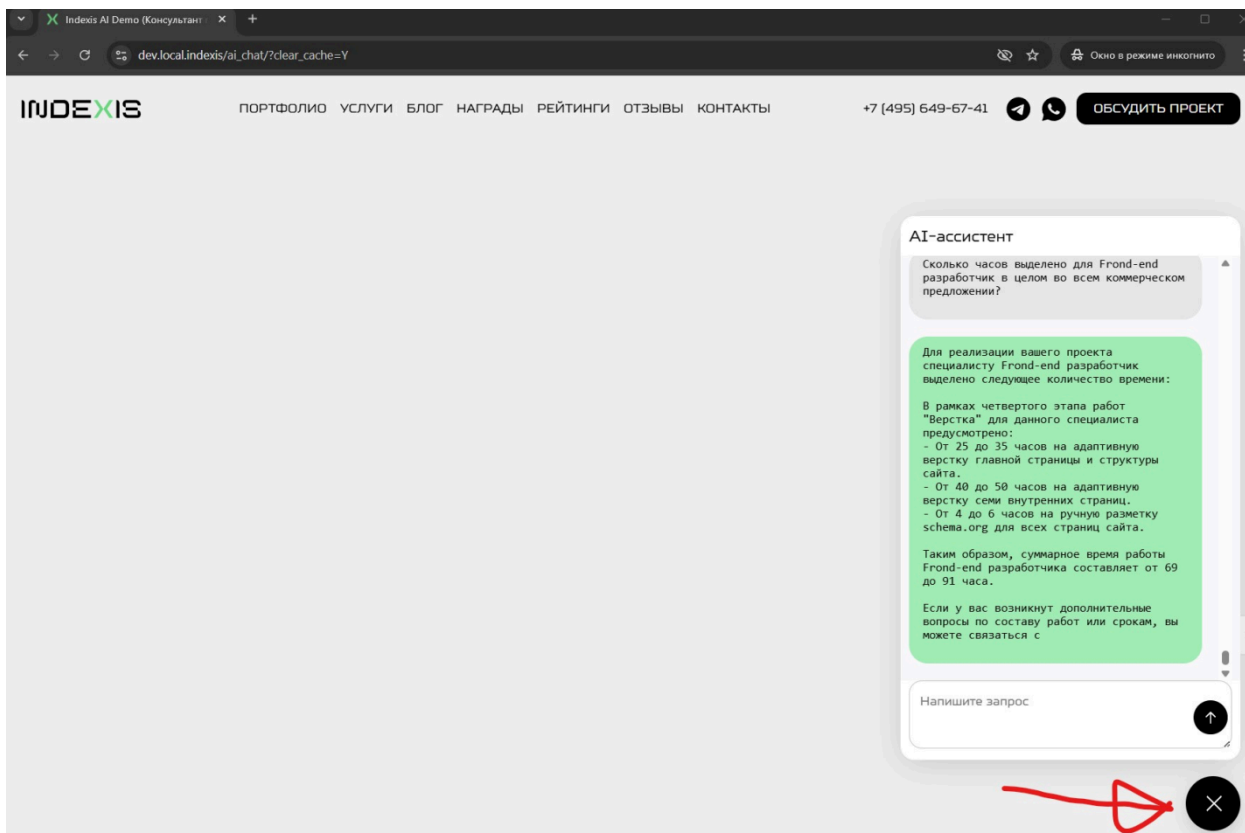 Indexis AI Demo (Консультант
dev.local.indexis/ai_chat/?clear_cache=Y
Окно в режиме инкогнито
INDEXIS
ПОРТФОЛИО УСЛУГИ БЛОГ НАГРАДЫ РЕЙТИНГИ ОТЗЫВЫ КОНТАКТЫ
+7 (495) 649-67-41
ОБСУДИТЬ ПРОЕКТ
AI-ассистент
Сколько часов выделено для Frond-end
разработчик в целом во всем коммерческом
предложении?
Для реализации вашего проекта
специалисту Frond-end разработчик
выделено следующее количество времени:
В рамках четвертого этапа работ
"Верстка" для данного специалиста
предусмотрено:
- От 25 до 35 часов на адаптивную
верстку главной страницы и структуры
сайта.
- От 40 до 50 часов на адаптивную
верстку семи внутренних страниц.
- От 4 до 6 часов на ручную разметку
schema.org для всех страниц сайта.
Таким образом, суммарное время работы
Frond-end разработчика составляет от 69
до 91 часа.
Если у вас возникнут дополнительные
вопросы по составу работ или срокам, вы
можете связаться с
Напишите запрос